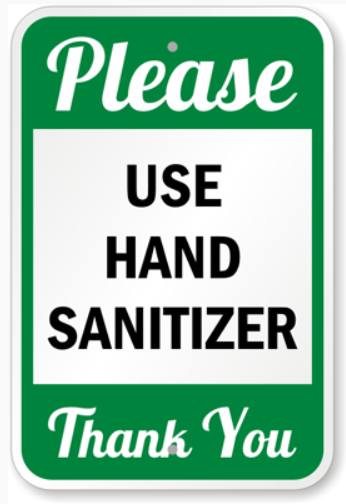 Please
USE
HAND
SANITIZER
Thank You